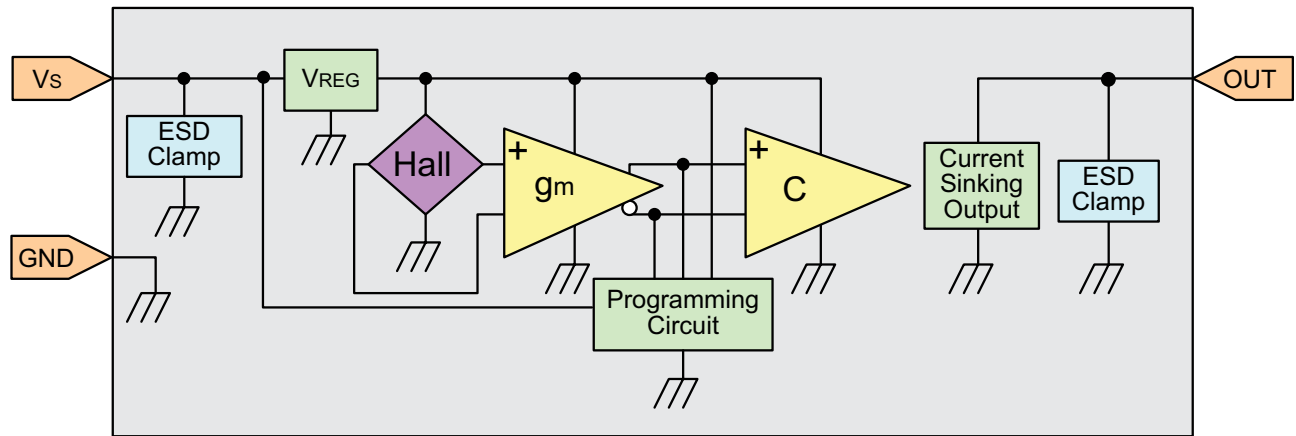 Vs
VREG
OUT
ESD
Clamp
Hall
+
gm
+
C
Current
Sinking
Output
ESD
Clamp
GND
Programming
Circuit